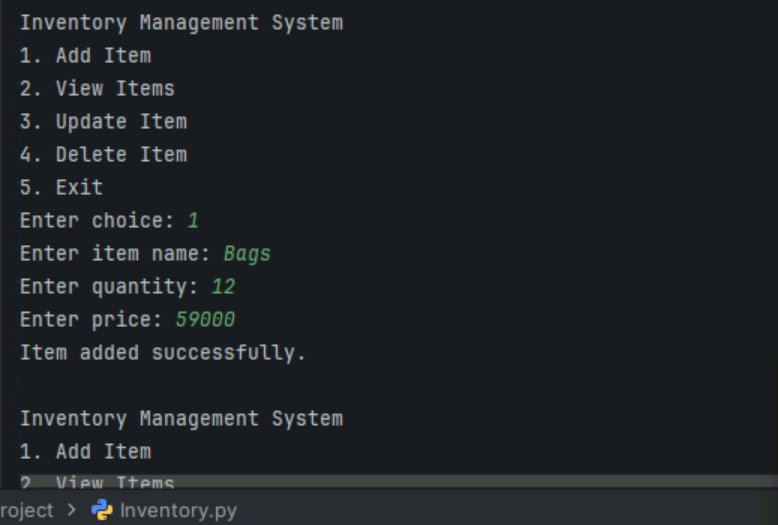 Inventory Management System
1. Add Item
2. View Items
3. Update Item
4. Delete Item
5. Exit
Enter choice: 1
Enter item name: Bags
Enter quantity: 12
Enter price: 59000
Item added successfully.
Inventory Management System
1. Add Item
2. View Items
roject > Inventory.py